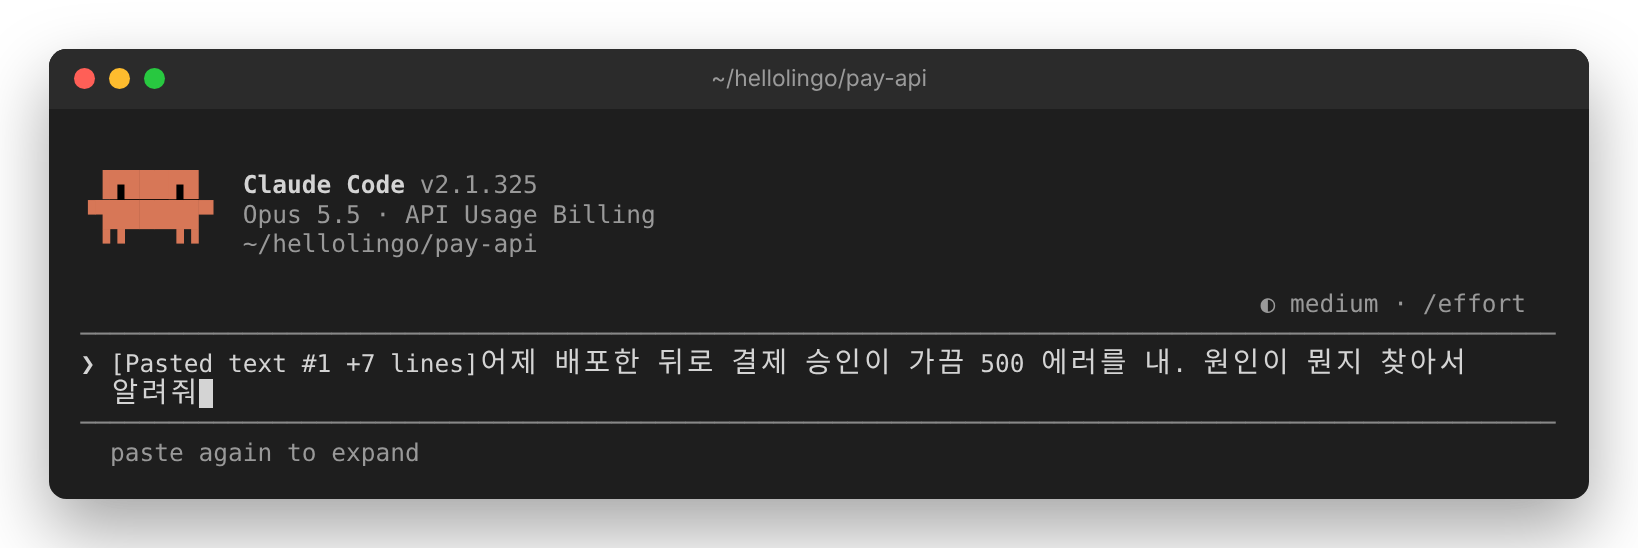 ~/hellolingo/pay-api
Claude Code v2.1.325
Opus 5.5 · API Usage Billing
~/hellolingo/pay-api
◐ medium · /effort
❯ [Pasted text #1 +7 lines]어제 배포한 뒤로 결제 승인이 가끔 500 에러를 내. 원인이 뭔지 찾아서
알려줘
paste again to expand